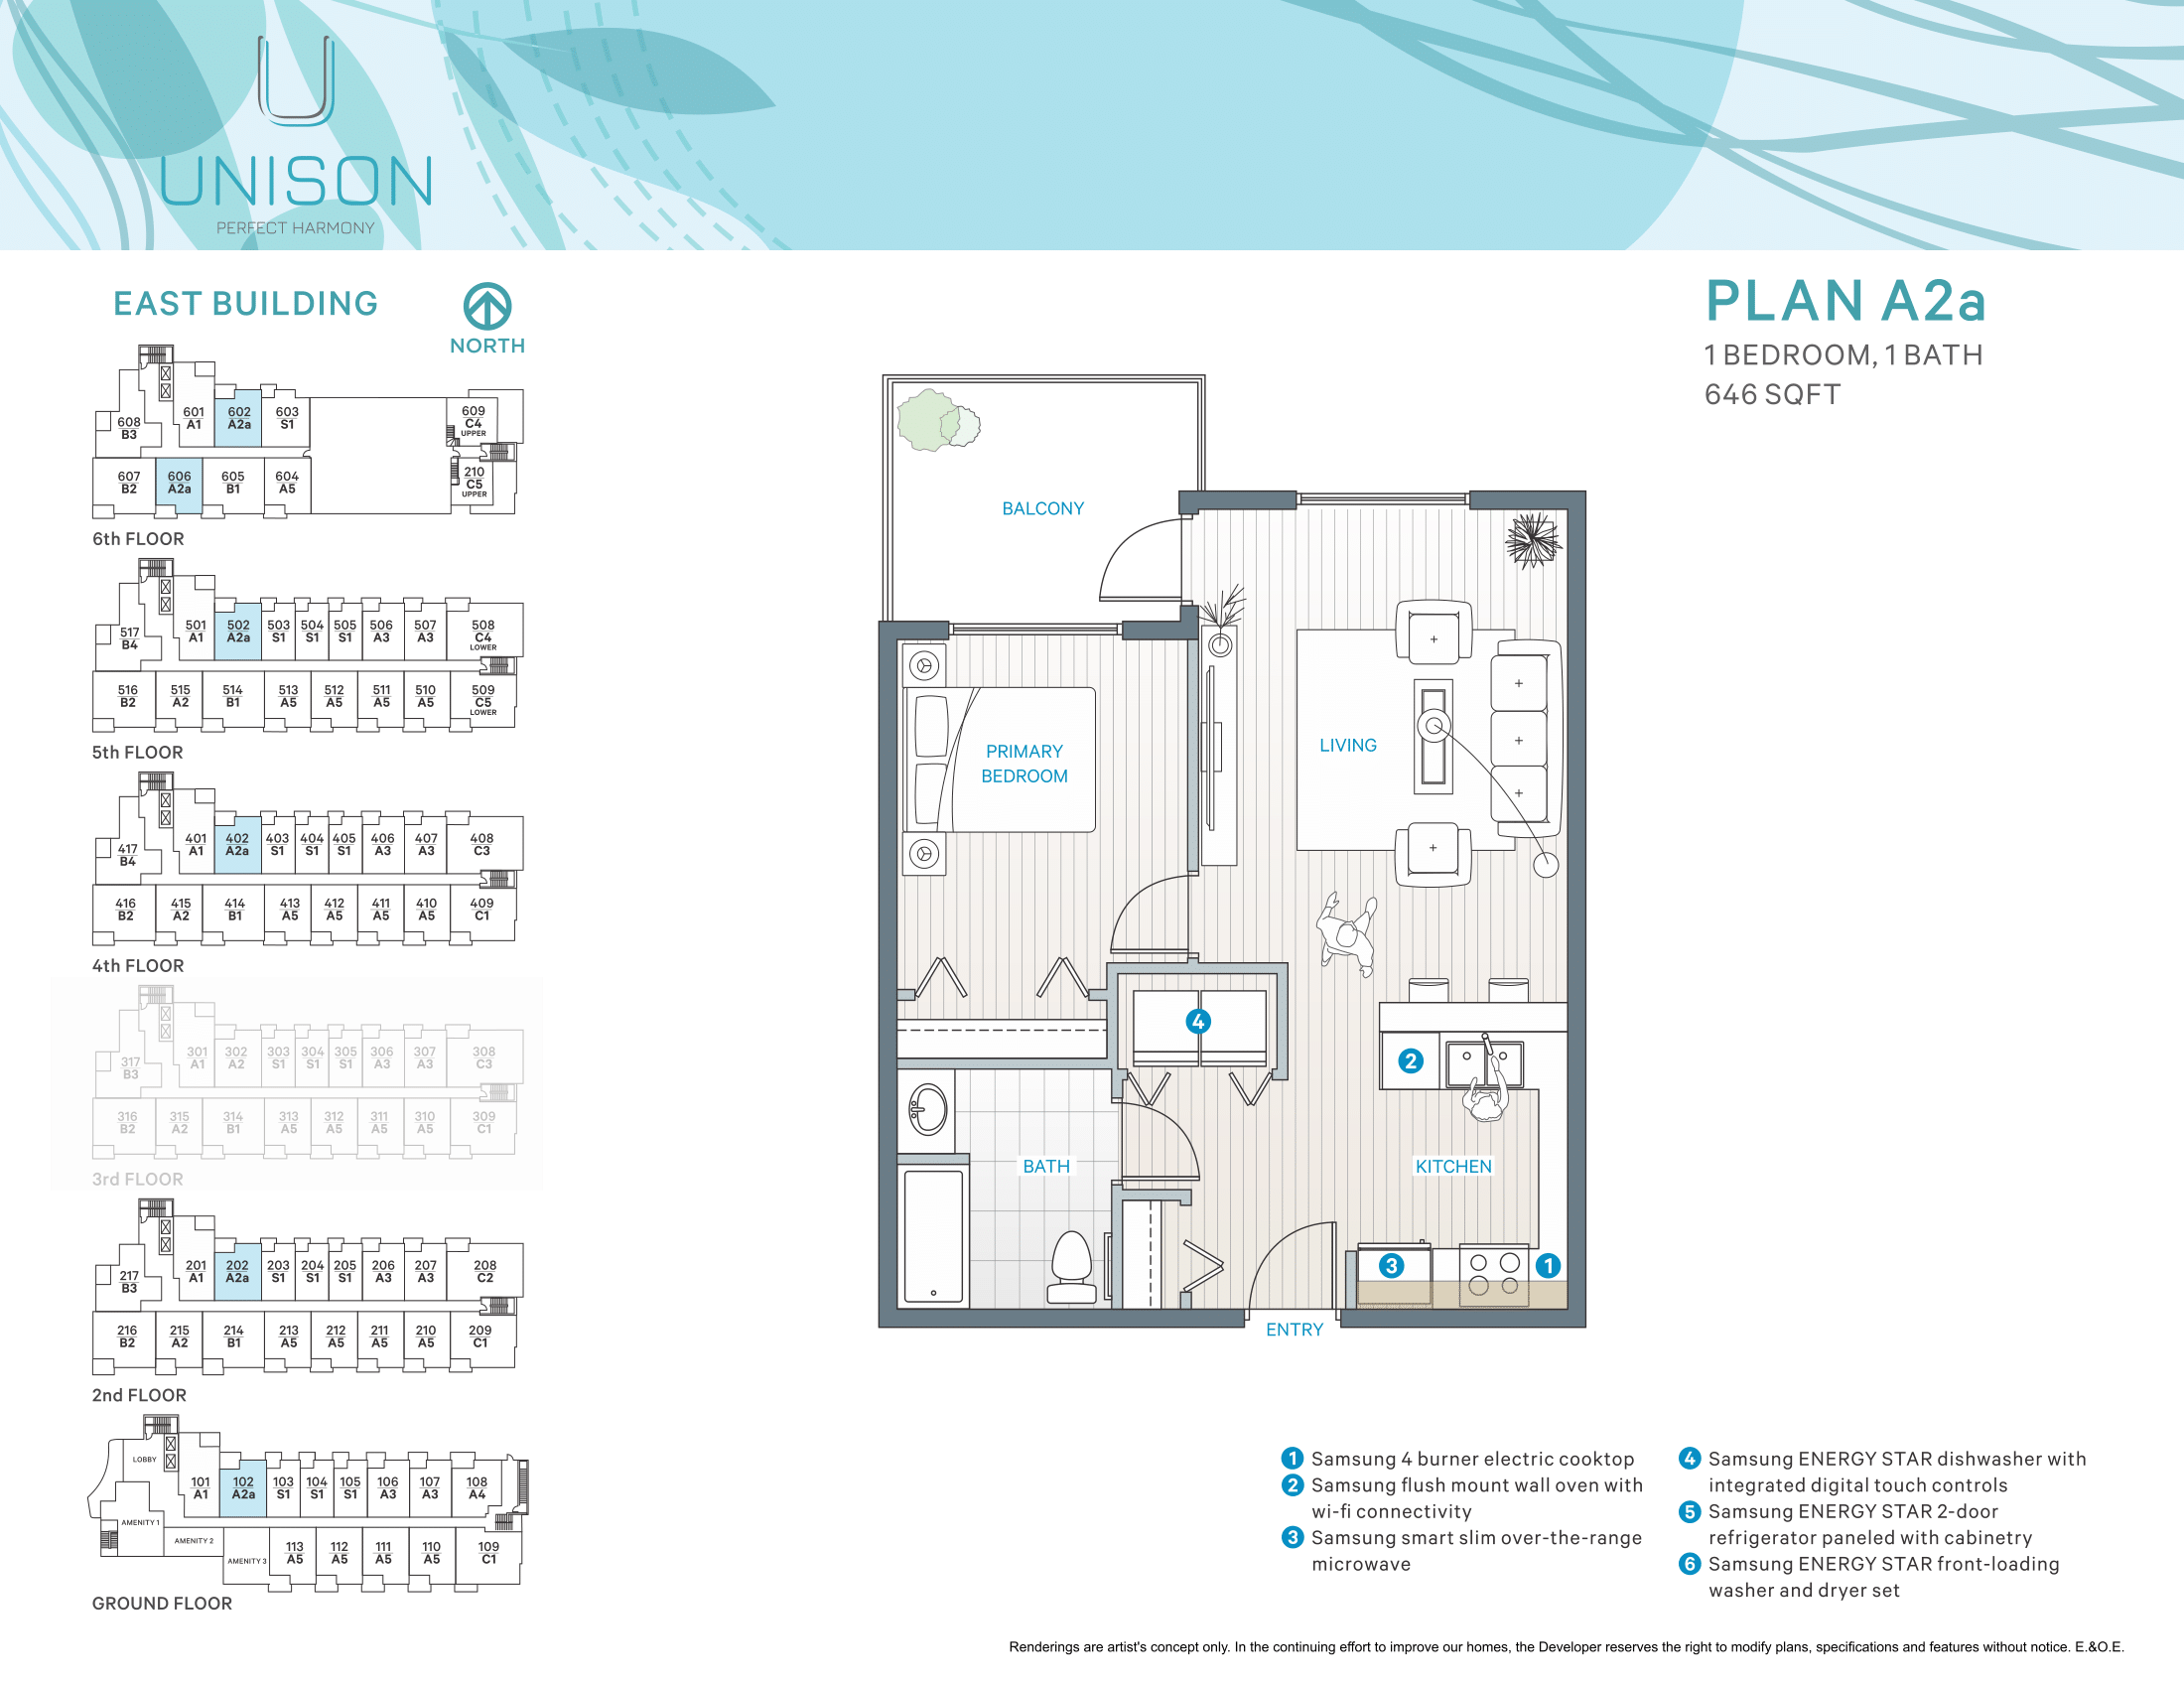 UNISON
PERFECT HARMONY
EAST BUILDING
NORTH
PLAN A2a
1 BEDROOM, 1 BATH
646 SQFT
608 B3
601 A1
602 A2a
603 S1
609 C4 UPPER
607 B2
606 A2a
605 B1
604 A5
210 C5 UPPER
6th FLOOR
517 B4
501 A1
502 A2a
503 S1
504 S1
505 S1
506 A3
507 A3
508 C4 LOWER
516 B2
515 A2
514 B1
513 A5
512 A5
511 A5
510 A5
509 C5 LOWER
5th FLOOR
417 B4
401 A1
402 A2a
403 S1
404 S1
405 S1
406 A3
407 A3
408 C3
416 B2
415 A2
414 B1
413 A5
412 A5
411 A5
410 A5
409 C1
4th FLOOR
317 B3
301 A1
302 A2
303 S1
304 S1
305 S1
306 A3
307 A3
308 C3
316 B2
315 A2
314 B1
313 A5
312 A5
311 A5
310 A5
309 C1
3rd FLOOR
217 B3
201 A1
202 A2a
203 S1
204 S1
205 S1
206 A3
207 A3
208 C2
216 B2
215 A2
214 B1
213 A5
212 A5
211 A5
210 A5
209 C1
2nd FLOOR
LOBBY
101 A1
102 A2a
103 S1
104 S1
105 S1
106 A3
107 A3
108 A4
AMENITY 1
AMENITY 2
AMENITY 3
113 A5
112 A5
111 A5
110 A5
109 C1
GROUND FLOOR
BALCONY
PRIMARY
BEDROOM
LIVING
4
2
BATH
KITCHEN
3
1
ENTRY
1 Samsung 4 burner electric cooktop
2 Samsung flush mount wall oven with
wi-fi connectivity
3 Samsung smart slim over-the-range
microwave
4 Samsung ENERGY STAR dishwasher with
integrated digital touch controls
5 Samsung ENERGY STAR 2-door
refrigerator paneled with cabinetry
6 Samsung ENERGY STAR front-loading
washer and dryer set
Renderings are artist's concept only. In the continuing effort to improve our homes, the Developer reserves the right to modify plans, specifications and features without notice. E.&O.E.